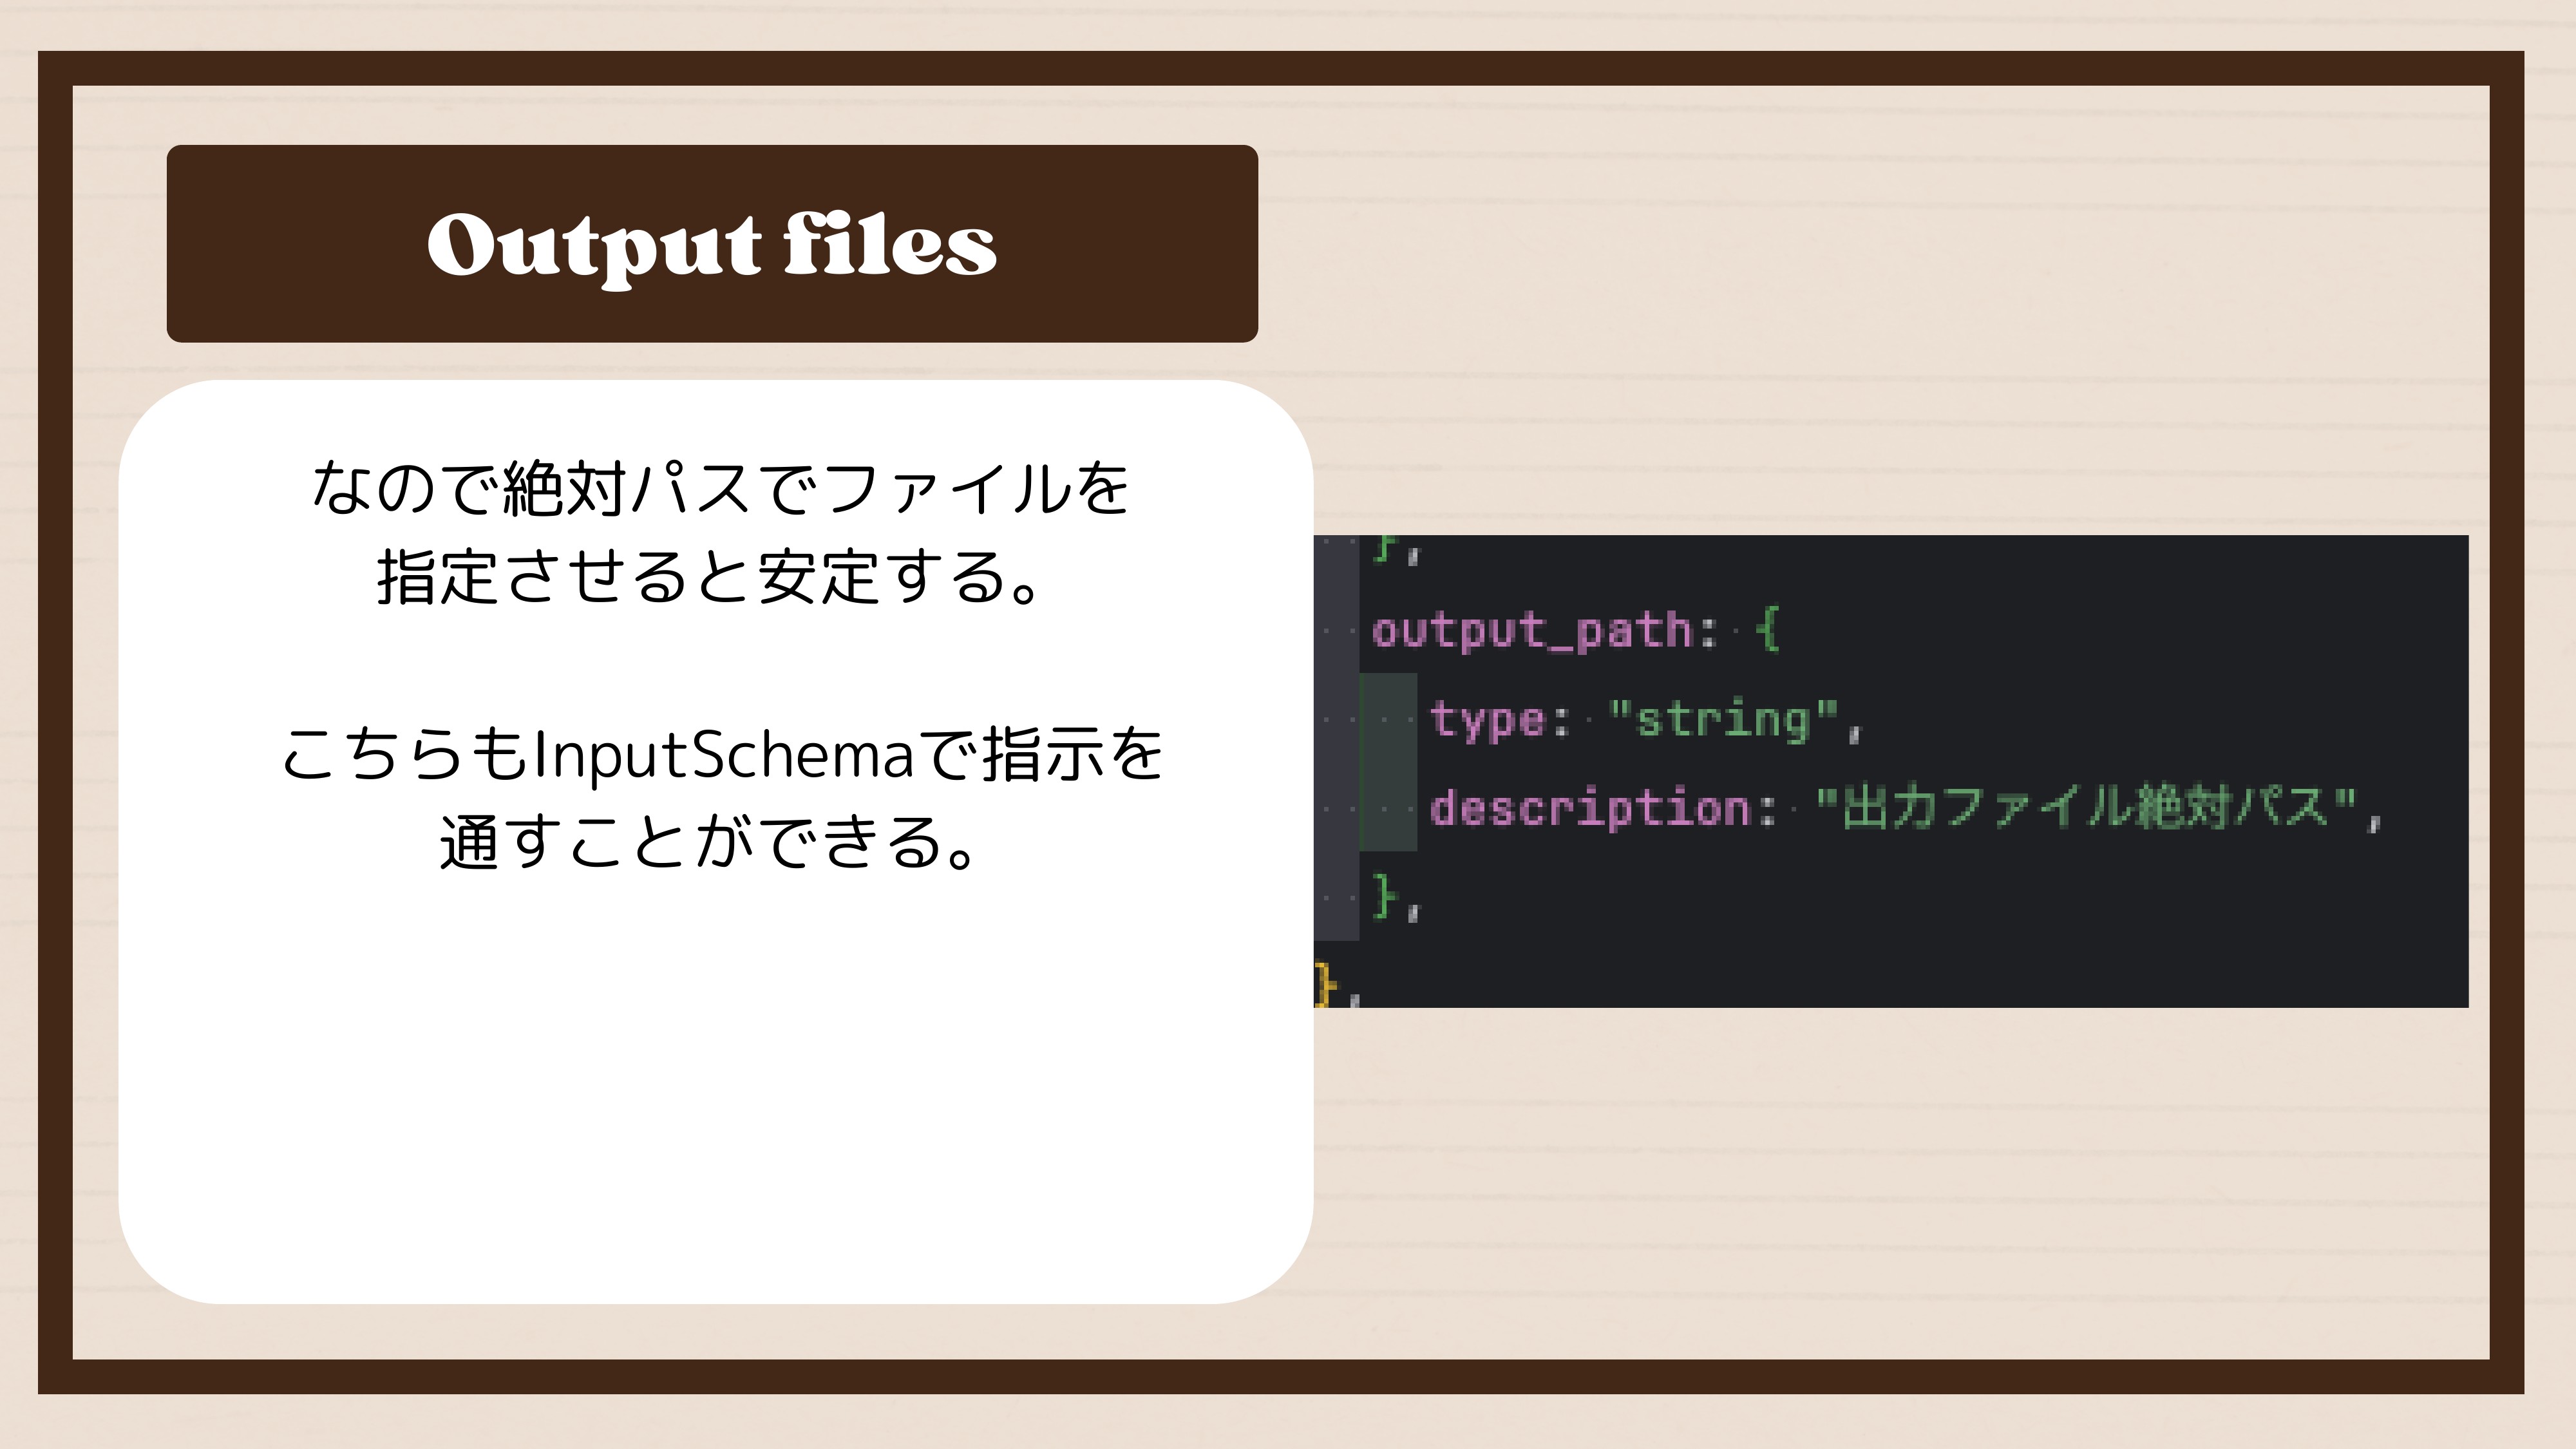 Output files
なので絶対パスでファイルを
指定させると安定する。
こちらもInputSchemaで指示を
通すことができる。
},
output_path: {
type: "string",
description: "出力ファイル絶対パス",
},
},